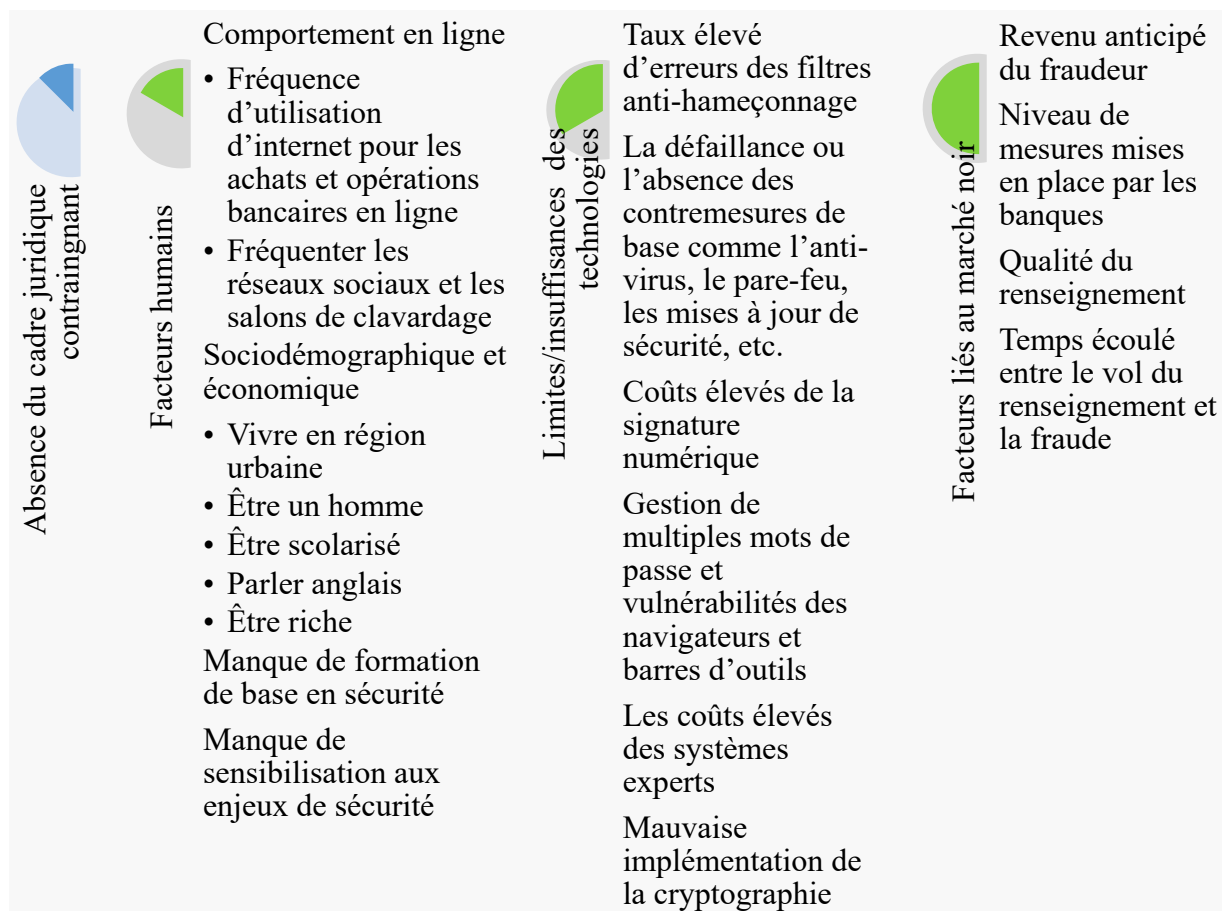 Absence du cadre juridique
contraingnant
Facteurs humains
Comportement en ligne
• Fréquence
d’utilisation
d’internet pour les
achats et opérations
bancaires en ligne
• Fréquenter les
réseaux sociaux et les
salons de clavardage
Sociodémographique et
économique
• Vivre en région
urbaine
• Être un homme
• Être scolarisé
• Parler anglais
• Être riche
Manque de formation
de base en sécurité
Manque de
sensibilisation aux
enjeux de sécurité
Limites/insuffisances des
technologies
Taux élevé
d’erreurs des filtres
anti-hameçonnage
La défaillance ou
l’absence des
contremesures de
base comme l’anti-
virus, le pare-feu,
les mises à jour de
sécurité, etc.
Coûts élevés de la
signature
numérique
Gestion de
multiples mots de
passe et
vulnérabilités des
navigateurs et
barres d’outils
Les coûts élevés
des systèmes
experts
Mauvaise
implémentation de
la cryptographie
Facteurs liés au marché noir
Revenu anticipé
du fraudeur
Niveau de
mesures mises
en place par les
banques
Qualité du
renseignement
Temps écoulé
entre le vol du
renseignement et
la fraude